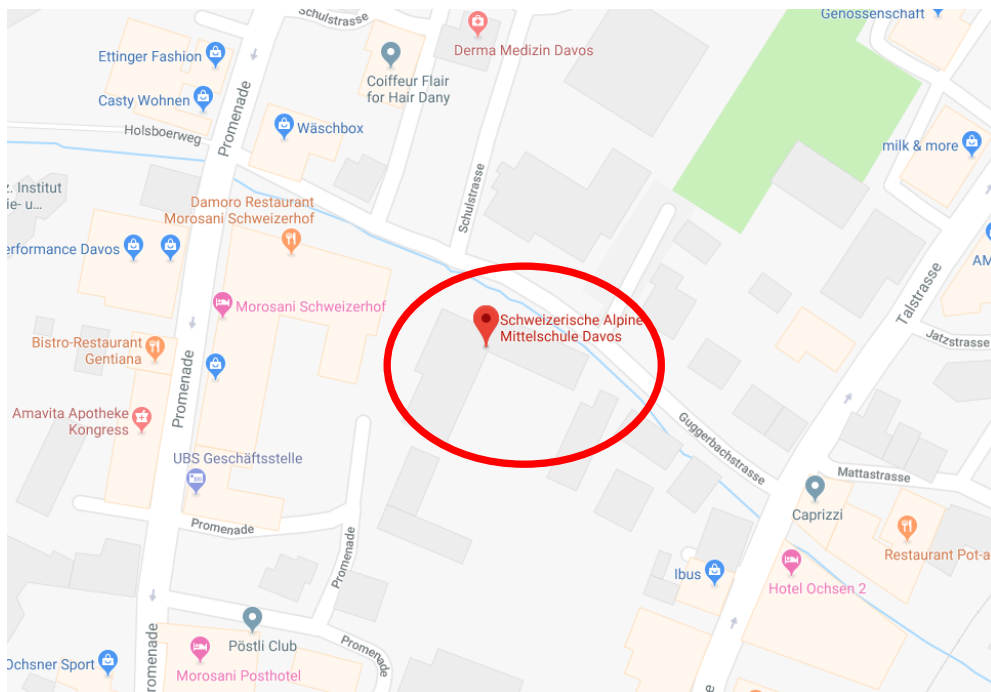 Schulstrasse
Genossenschaft
Derma Medizin Davos
Ettinger Fashion
Coiffeur Flair
for Hair Dany
Casty Wohnen
Promenade
Holsboerweg
Wäschbox
milk & more
z. Institut
ie- u...
Damoro Restaurant
Morosani Schweizerhof
Schulstrasse
erformance Davos
AM
Talstrasse
Morosani Schweizerhof
Schweizerische Alpine
Mittelschule Davos
Jatzstrasse
Bistro-Restaurant
Gentiana
Promenade
Amavita Apotheke
Kongress
Guggerbachstrasse
UBS Geschäftsstelle
Mattastrasse
Caprizzi
Promenade
Promenade
Restaurant Pot-a
Ibus
Hotel Ochsen 2
Pöstli Club
Promenade
romenade
Ochsner Sport
Morosani Posthotel
e